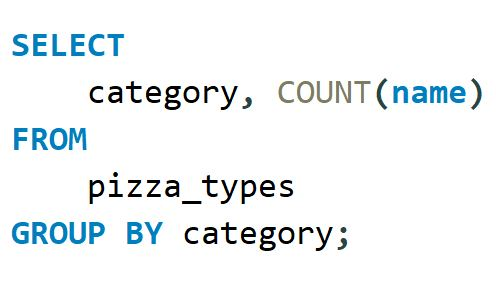 SELECT
    category, COUNT(name)
FROM
    pizza_types
GROUP BY category;